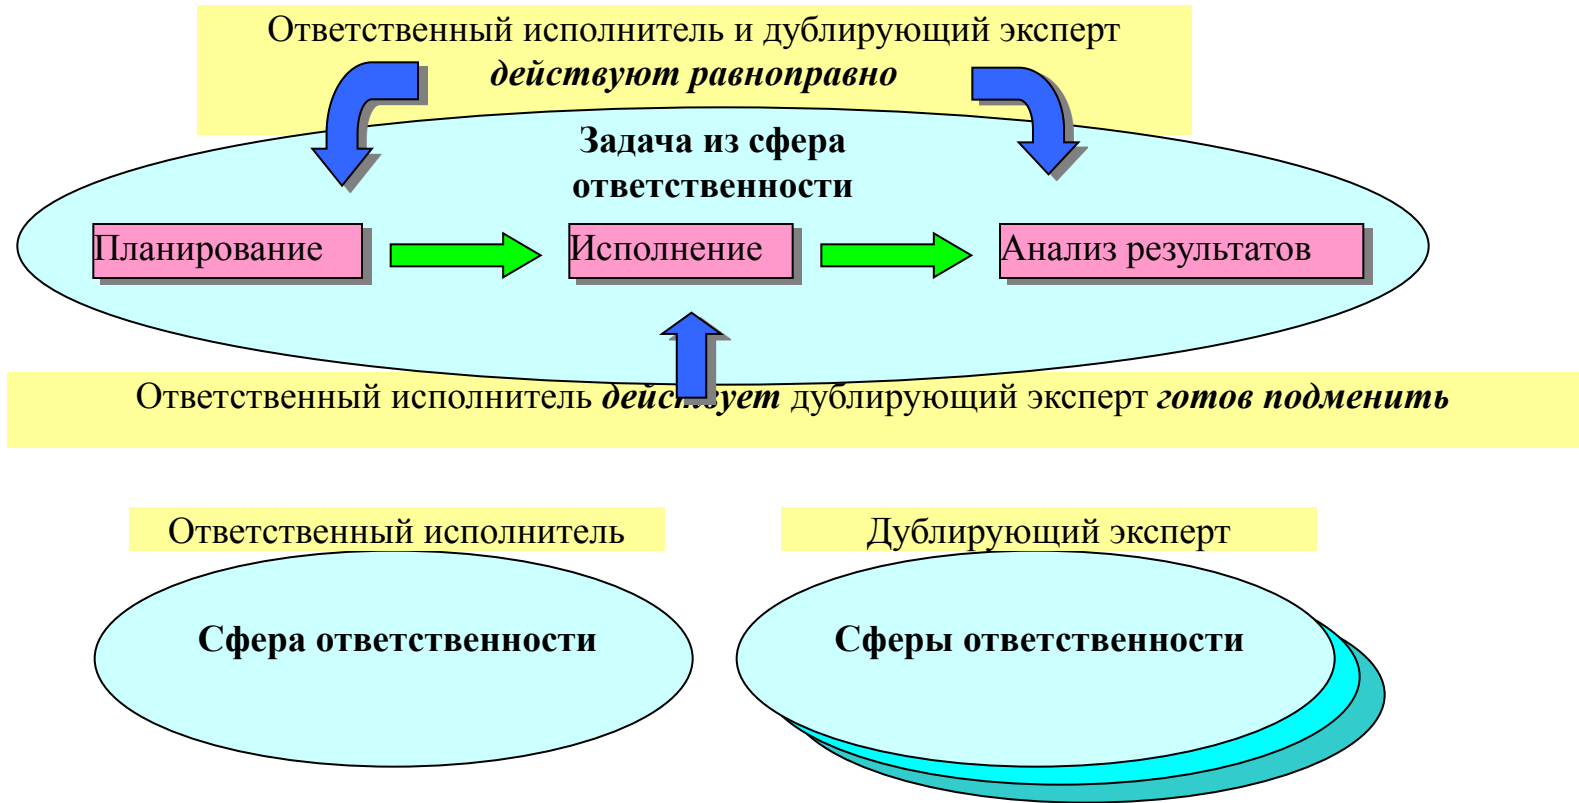 Ответственный исполнитель и дублирующий эксперт
действуют равноправно
Задача из сфера
ответственности
Планирование
Исполнение
Анализ результатов
Ответственный исполнитель действует дублирующий эксперт готов подменить
Ответственный исполнитель
Дублирующий эксперт
Сфера ответственности
Сферы ответственности